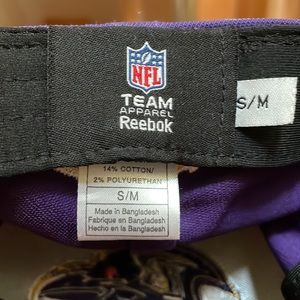 NFL
TEAM
APPAREL
Reebok
S/M
14% COTTON/
2% POLYURETHAN
S/M
Made in Bangladesh
Fabriqué en Bangladesh
Hecho en la Bangladesh